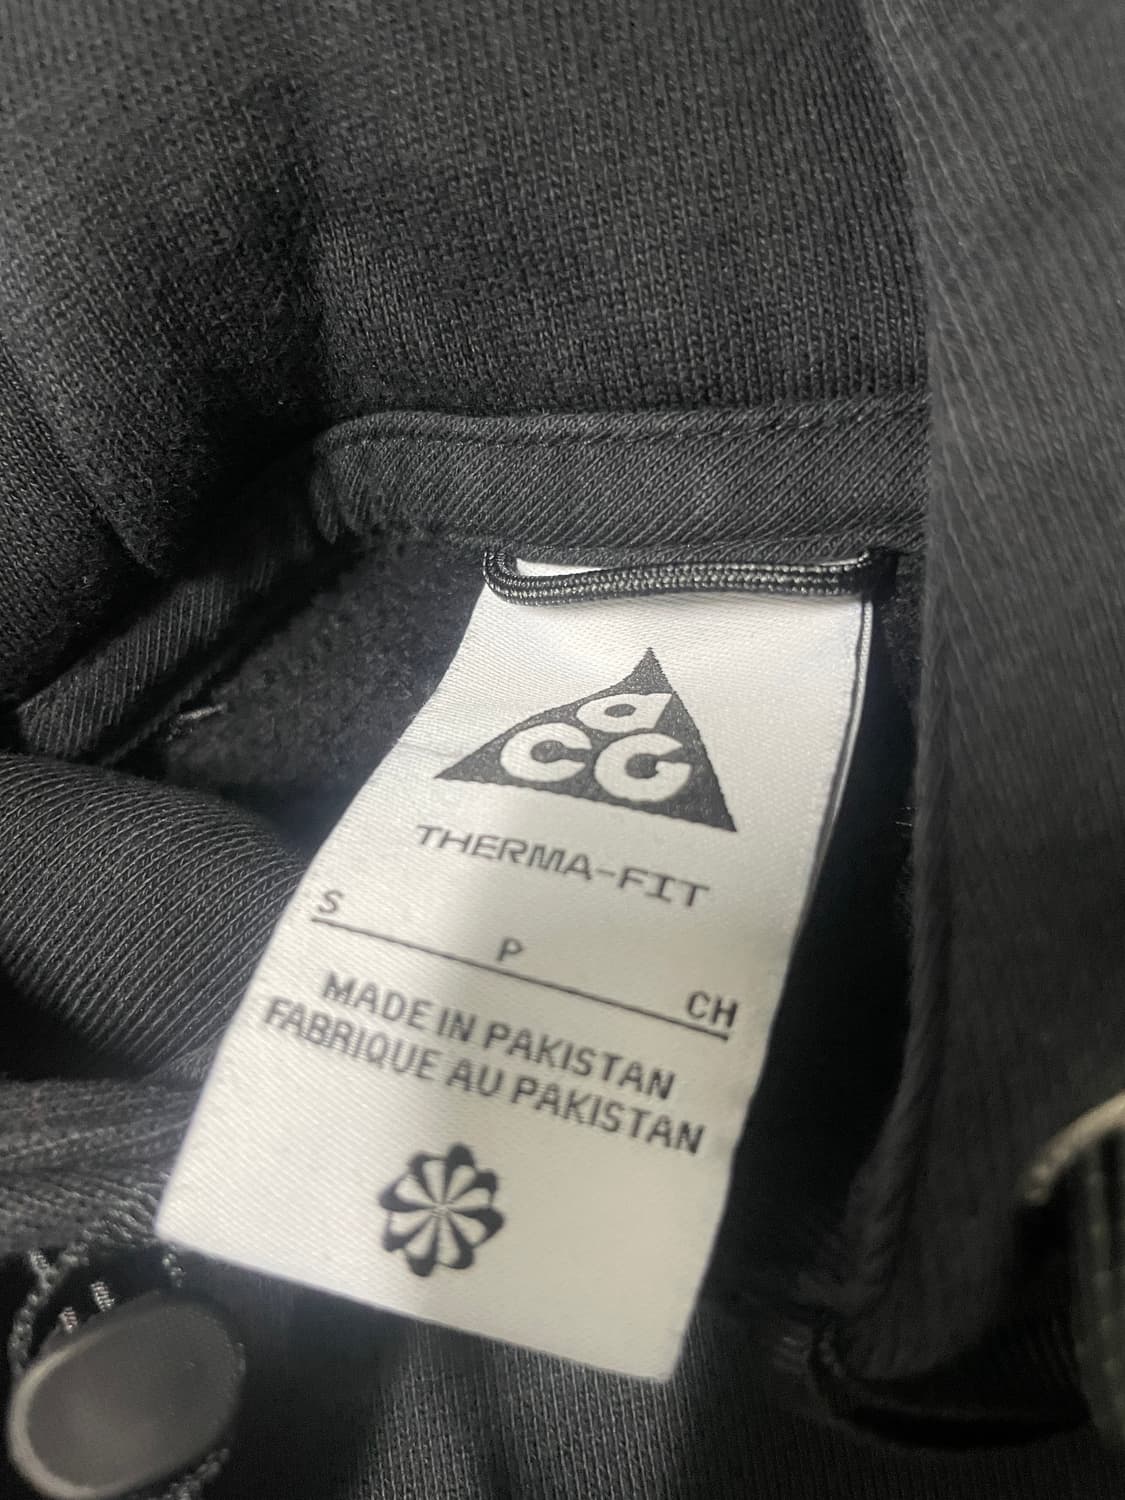 aCG
THERMA-FIT
S P CH
MADE IN PAKISTAN
FABRIQUE AU PAKISTAN